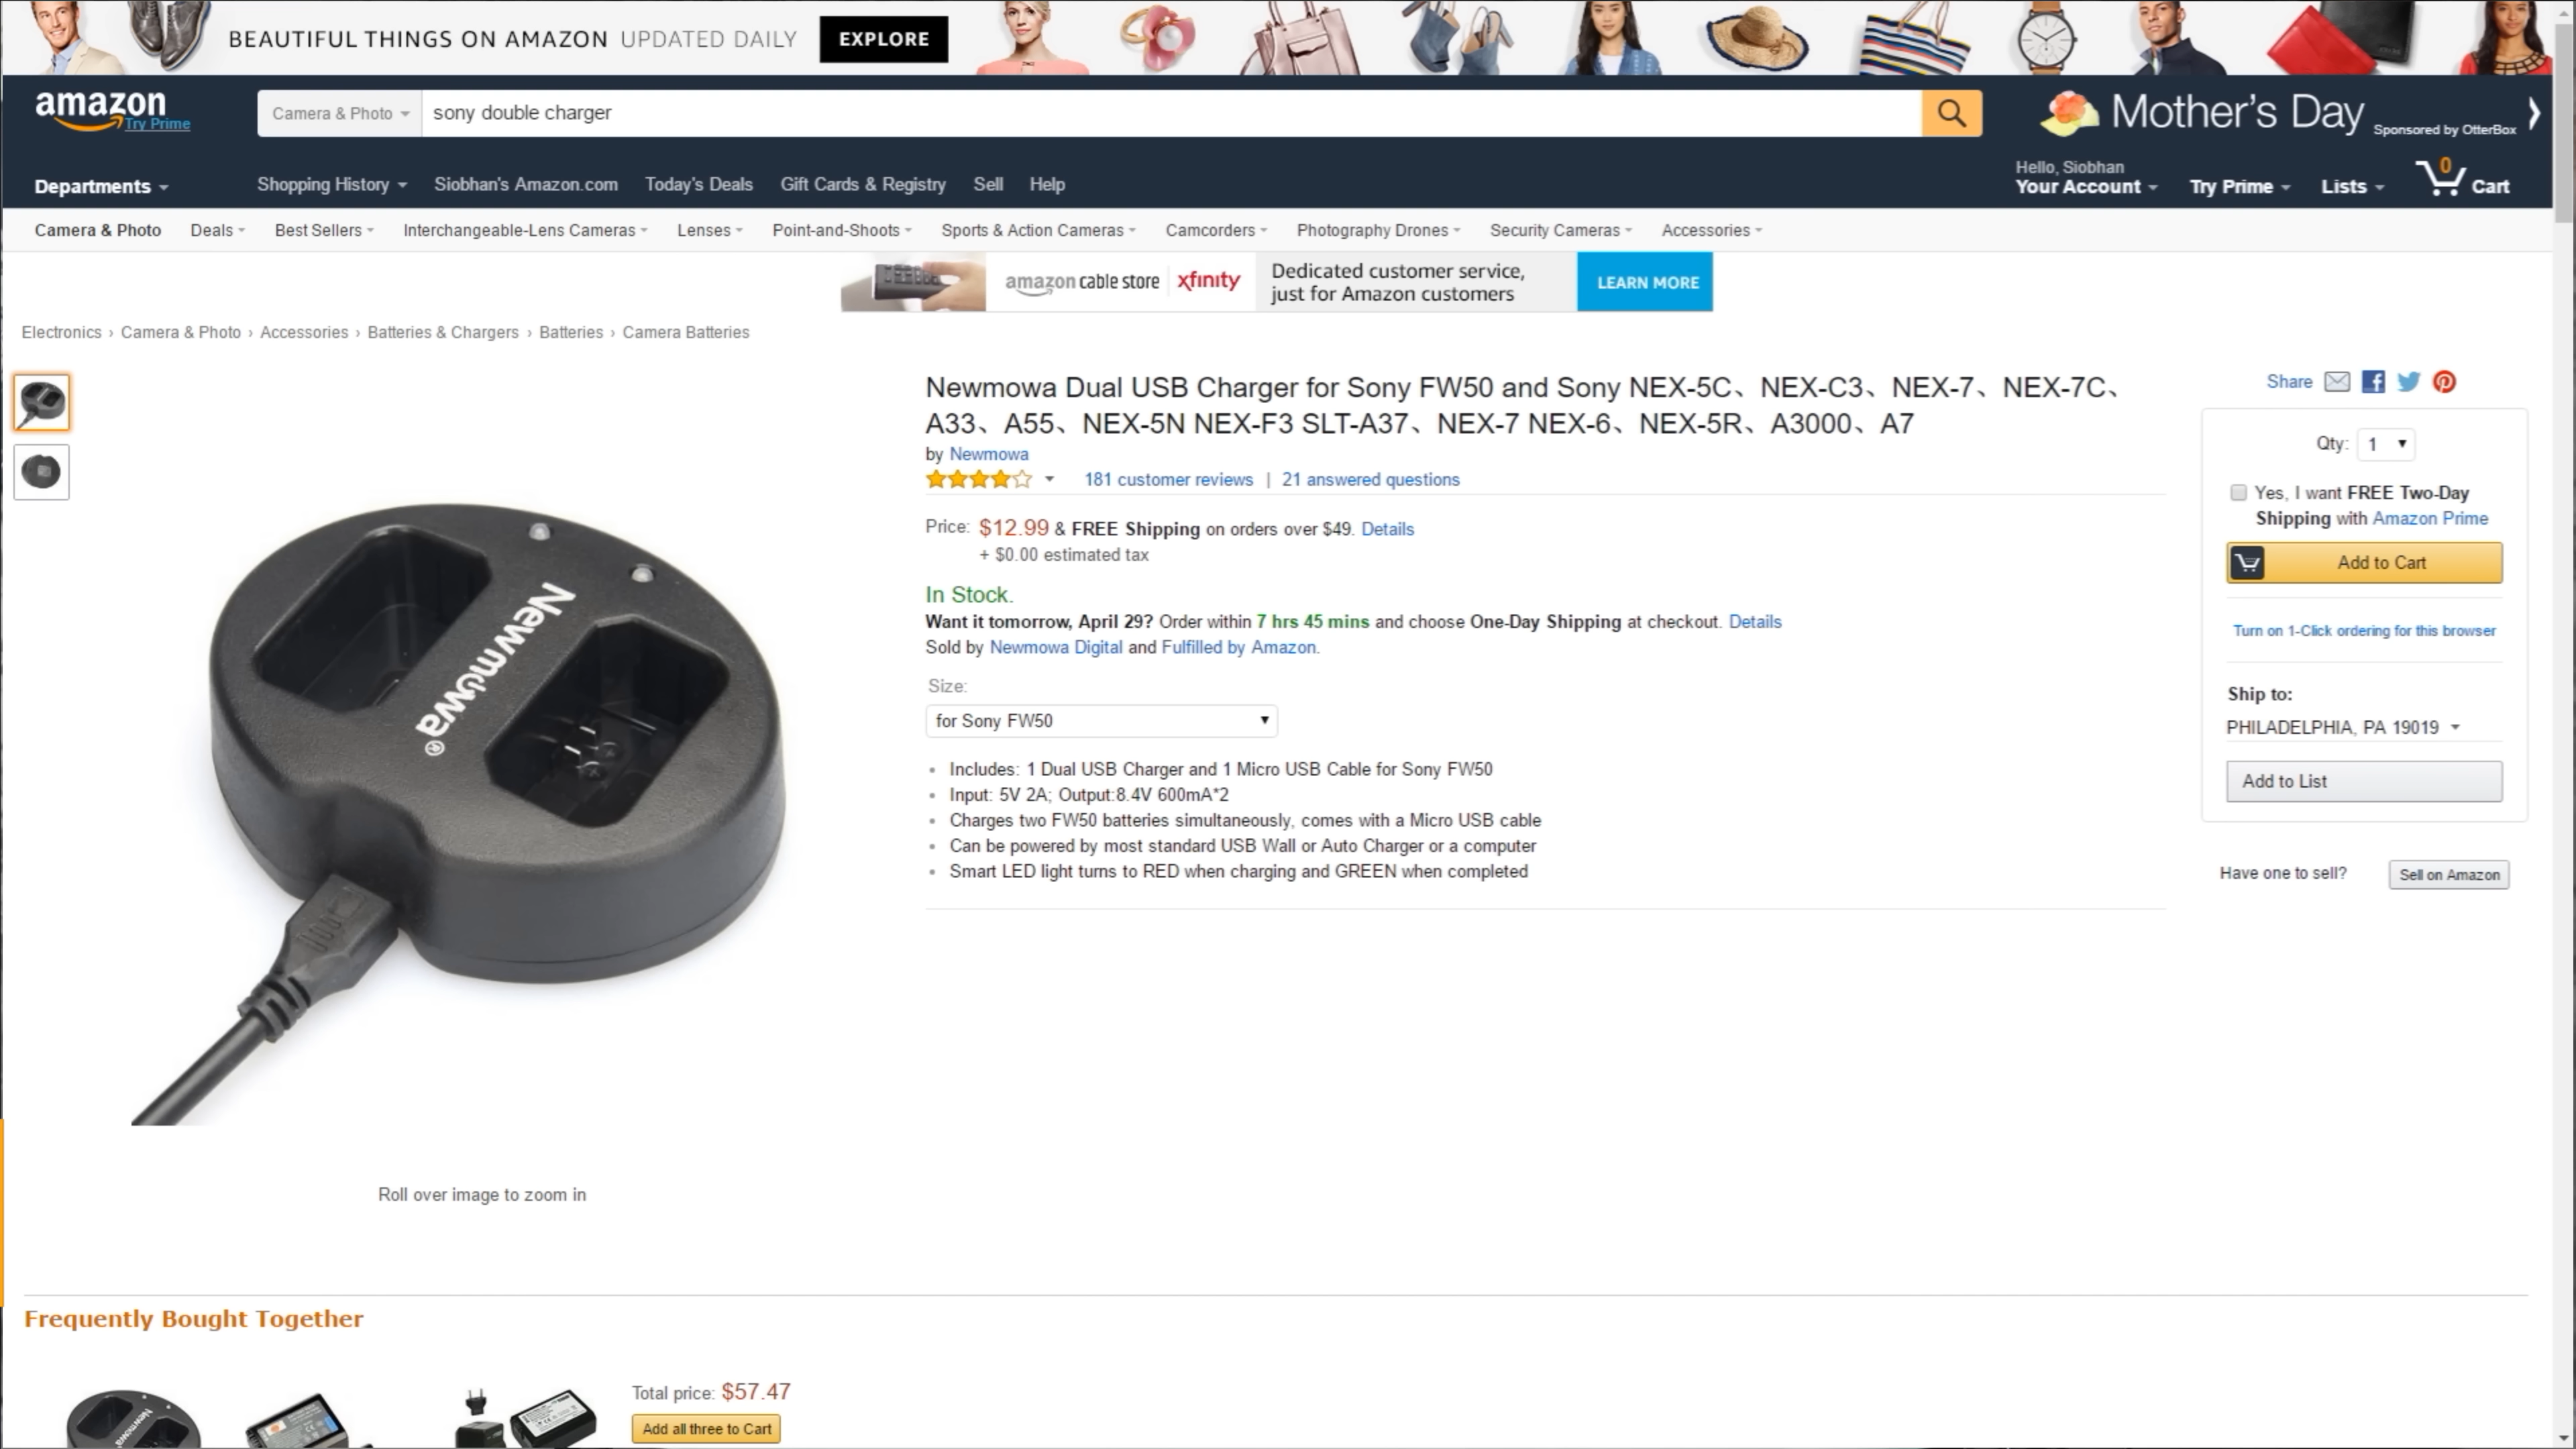 BEAUTIFUL THINGS ON AMAZON UPDATED DAILY EXPLORE
amazon
Try Prime
Camera & Photo sony double charger
Mother's Day Sponsored by OtterBox
Departments
Shopping History Siobhan's Amazon.com Today's Deals Gift Cards & Registry Sell Help
Hello, Siobhan
Your Account Try Prime Lists 0 Cart
Camera & Photo Deals Best Sellers Interchangeable-Lens Cameras Lenses Point-and-Shoots Sports & Action Cameras Camcorders Photography Drones Security Cameras Accessories
amazon cable store xfinity
Dedicated customer service,
just for Amazon customers
LEARN MORE
Electronics › Camera & Photo › Accessories › Batteries & Chargers › Batteries › Camera Batteries
Newmowa®
Roll over image to zoom in
Newmowa Dual USB Charger for Sony FW50 and Sony NEX-5C、NEX-C3、NEX-7、NEX-7C、
A33、A55、NEX-5N NEX-F3 SLT-A37、NEX-7 NEX-6、NEX-5R、A3000、A7
by Newmowa
181 customer reviews | 21 answered questions
Price: $12.99 & FREE Shipping on orders over $49. Details
+ $0.00 estimated tax
In Stock.
Want it tomorrow, April 29? Order within 7 hrs 45 mins and choose One-Day Shipping at checkout. Details
Sold by Newmowa Digital and Fulfilled by Amazon.
Size:
for Sony FW50
• Includes: 1 Dual USB Charger and 1 Micro USB Cable for Sony FW50
• Input: 5V 2A; Output:8.4V 600mA*2
• Charges two FW50 batteries simultaneously, comes with a Micro USB cable
• Can be powered by most standard USB Wall or Auto Charger or a computer
• Smart LED light turns to RED when charging and GREEN when completed
Share
Qty: 1
Yes, I want FREE Two-Day
Shipping with Amazon Prime
Add to Cart
Turn on 1-Click ordering for this browser
Ship to:
PHILADELPHIA, PA 19019
Add to List
Have one to sell? Sell on Amazon
Frequently Bought Together
Total price: $57.47
Add all three to Cart